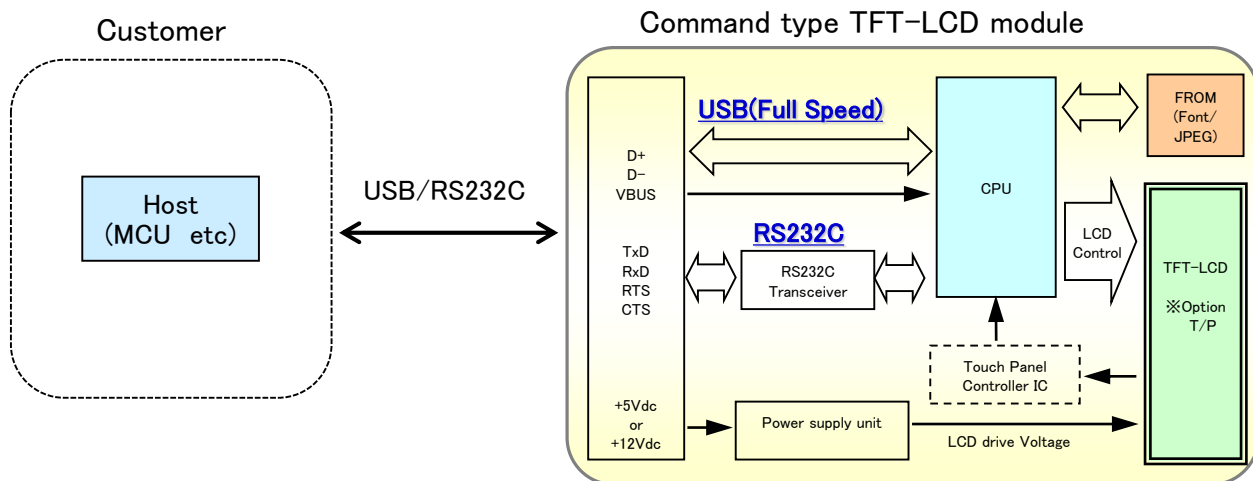 Customer
Command type TFT-LCD module
Host
(MCU etc)
USB/RS232C
D+
D-
VBUS
TxD
RxD
RTS
CTS
+5Vdc
or
+12Vdc
USB(Full Speed)
RS232C
RS232C
Transceiver
CPU
FROM
(Font/
JPEG)
LCD
Control
TFT-LCD
※Option
T/P
Touch Panel
Controller IC
Power supply unit
LCD drive Voltage